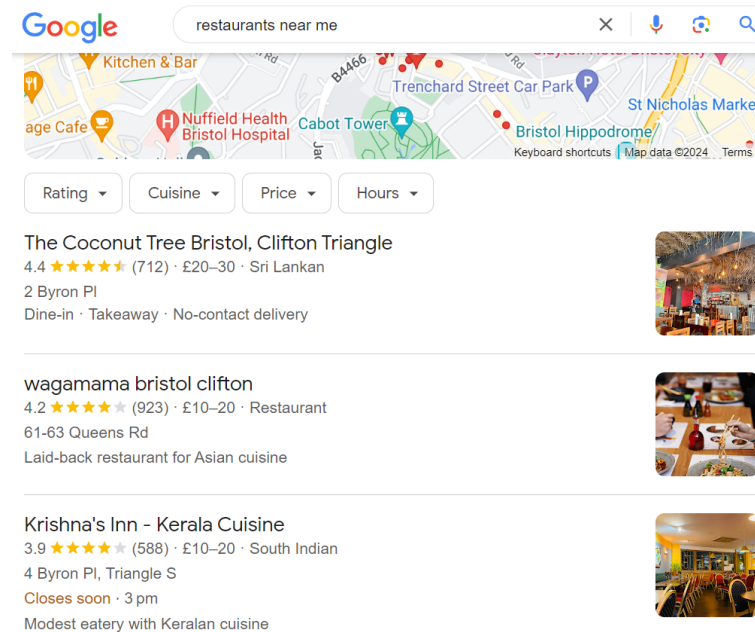 Google
restaurants near me
Kitchen & Bar
B4466
Rd
Trenchard Street Car Park
P
St Nicholas Marke
age Cafe
H
Nuffield Health
Bristol Hospital
Cabot Tower
Bristol Hippodrome
Jac
Keyboard shortcuts
Map data ©2024
Terms
Rating
Cuisine
Price
Hours
The Coconut Tree Bristol, Clifton Triangle
4.4 ★★★★★ (712) · £20–30 · Sri Lankan
2 Byron Pl
Dine-in · Takeaway · No-contact delivery
wagamama bristol clifton
4.2 ★★★★★ (923) · £10–20 · Restaurant
61-63 Queens Rd
Laid-back restaurant for Asian cuisine
Krishna's Inn - Kerala Cuisine
3.9 ★★★★★ (588) · £10–20 · South Indian
4 Byron Pl, Triangle S
Closes soon · 3 pm
Modest eatery with Keralan cuisine